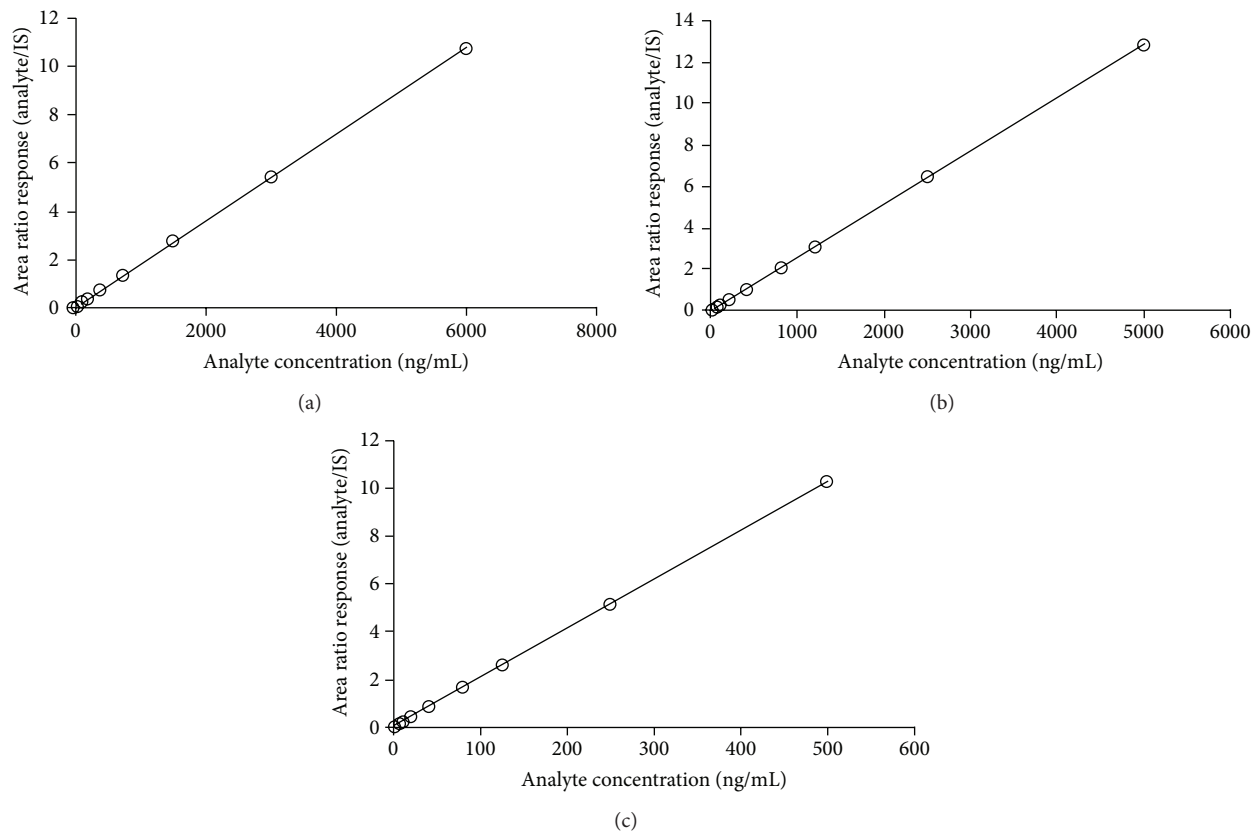 Area ratio response (analyte/IS)
12
10
8
6
4
2
0
0 2000 4000 6000 8000
Analyte concentration (ng/mL)
(a)
Area ratio response (analyte/IS)
14
12
10
8
6
4
2
0
0 1000 2000 3000 4000 5000 6000
Analyte concentration (ng/mL)
(b)
Area ratio response (analyte/IS)
12
10
8
6
4
2
0
0 100 200 300 400 500 600
Analyte concentration (ng/mL)
(c)